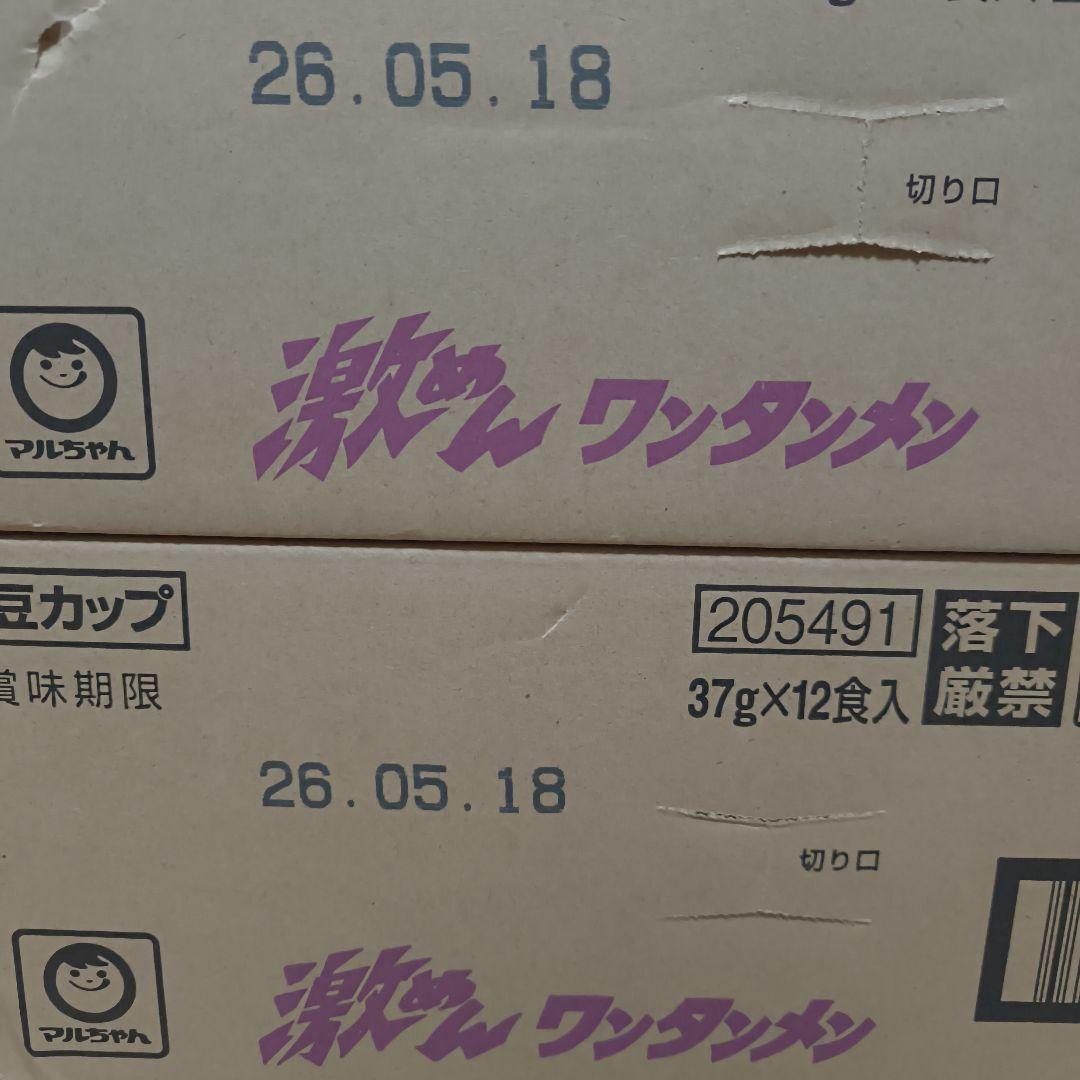 26.05.18
切り口
マルちゃん
激めん ワンタンメン
豆カップ
賞味期限
205491
37g×12食入
落下
厳禁
26.05.18
切り口
マルちゃん
激めん ワンタンメン